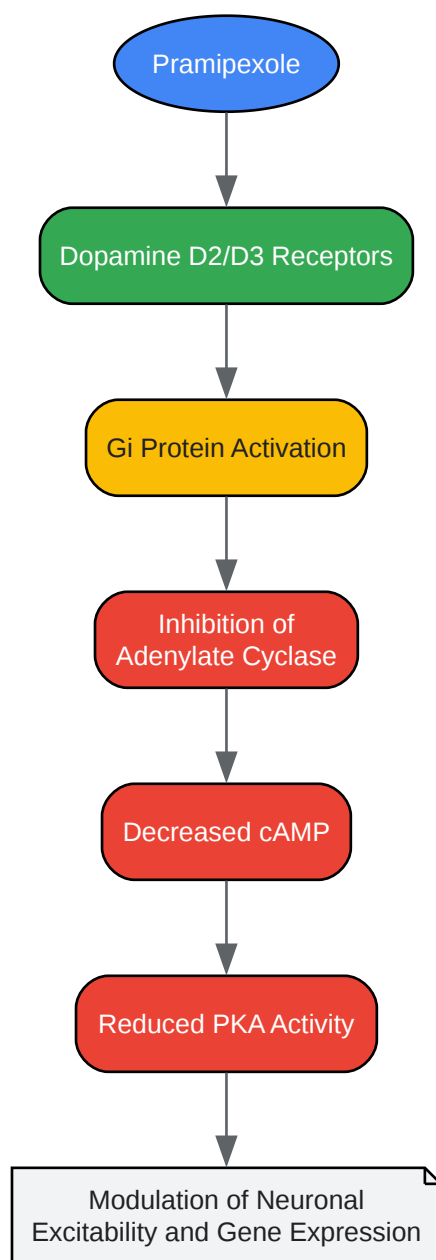 Pramipexole
Dopamine D2/D3 Receptors
Gi Protein Activation
Inhibition of
Adenylate Cyclase
Decreased cAMP
Reduced PKA Activity
Modulation of Neuronal
Excitability and Gene Expression